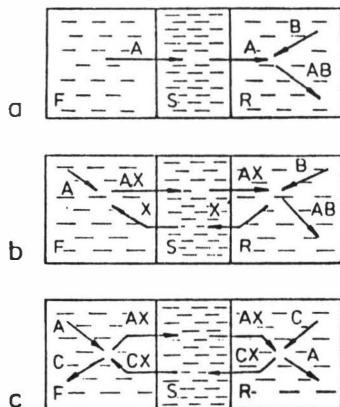 A A B
AB
F S R
a
A AX AX B
X X AB
F S R
b
A AX AX C
C CX CX A
F S R
c